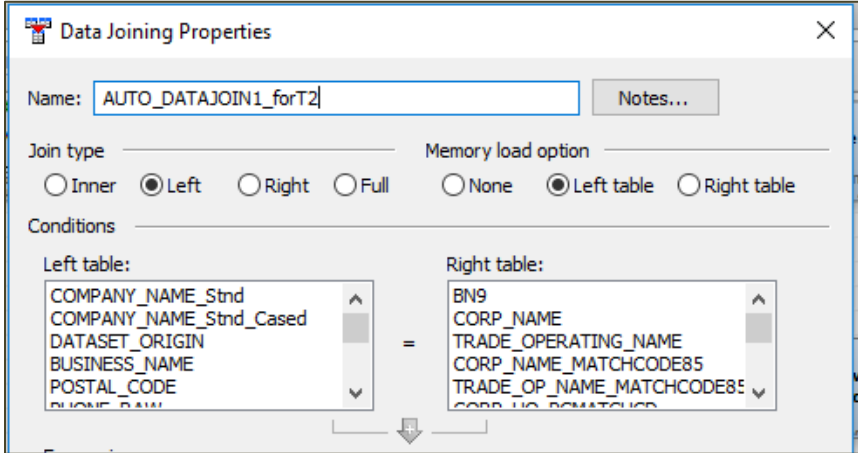 Data Joining Properties
Name: AUTO_DATAJOIN1_forT2 Notes...
Join type Memory load option
Inner Left Right Full None Left table Right table
Conditions
Left table: Right table:
COMPANY_NAME_Stnd BN9
COMPANY_NAME_Stnd_Cased CORP_NAME
DATASET_ORIGIN = TRADE_OPERATING_NAME
BUSINESS_NAME CORP_NAME_MATCHCODE85
POSTAL_CODE TRADE_OP_NAME_MATCHCODE85